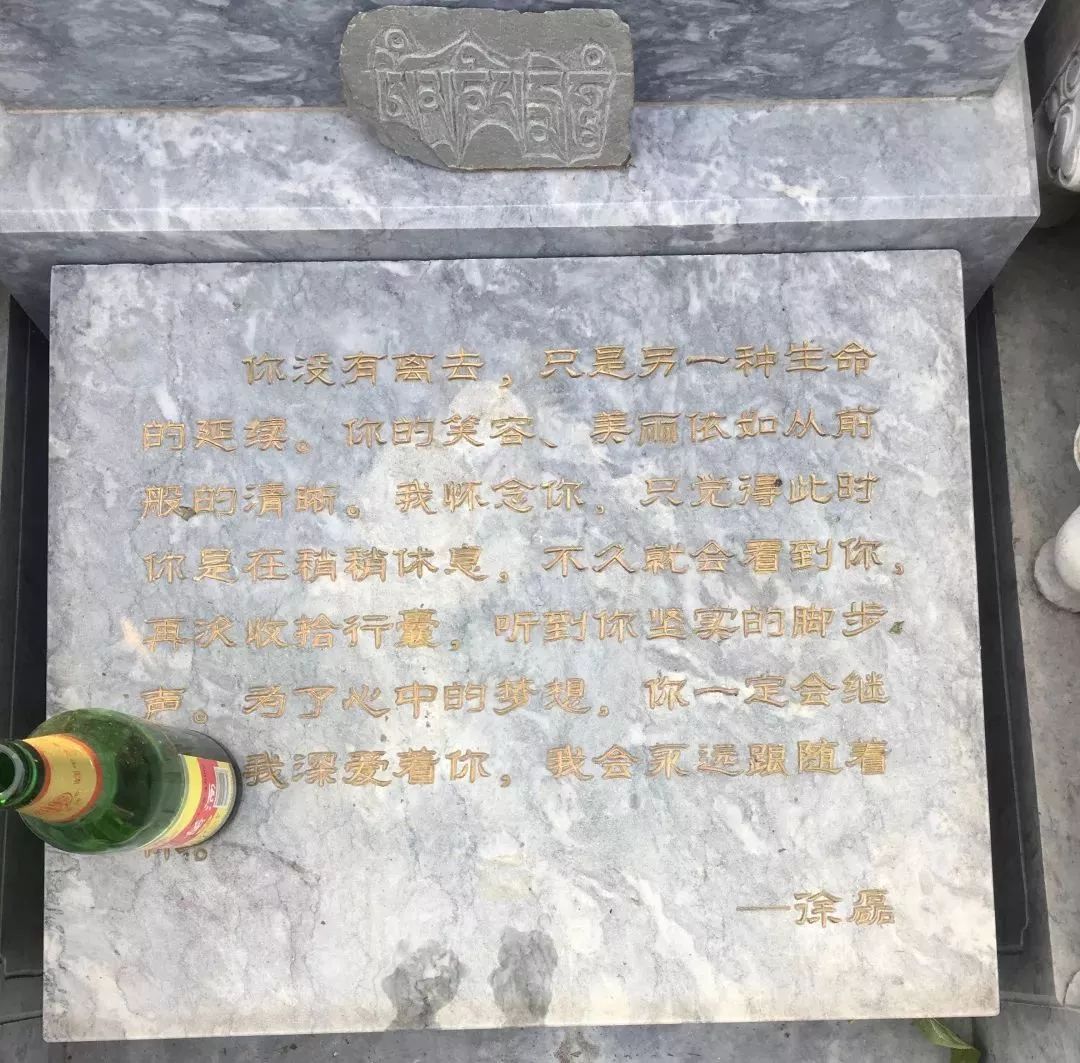 你没有离去，只是另一种生命
的延续。你的笑容、美丽依如从前
般的清晰。我怀念你，只觉得此时
你是在稍稍休息，不久就会看到你，
再次收拾行囊，听到你坚实的脚步
声。为了心中的梦想，你一定会继
我深爱着你，我会永远跟随着
。
—徐磊